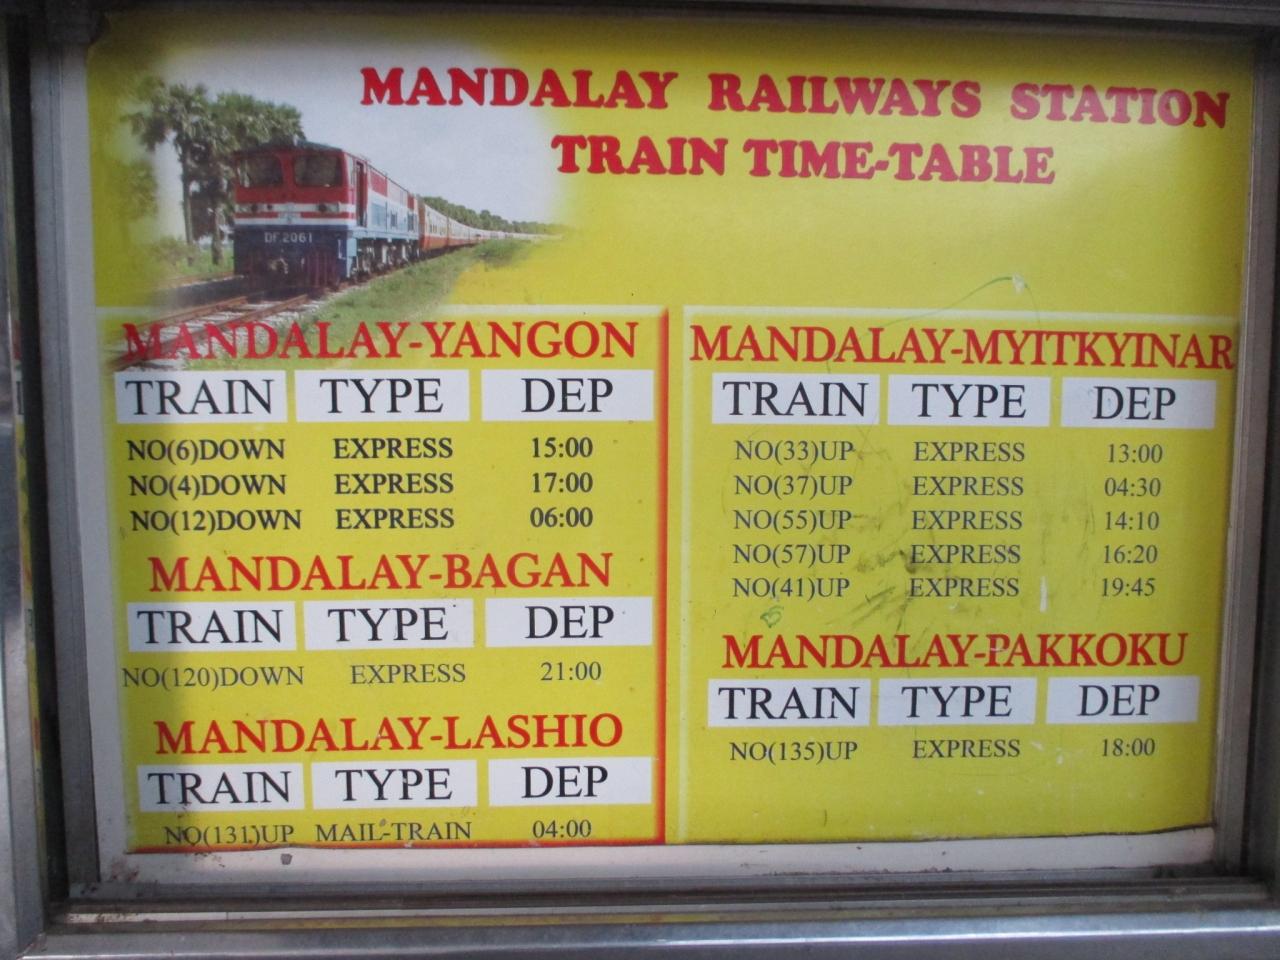 MANDALAY RAILWAYS STATION
TRAIN TIME-TABLE
DF.2061
MANDALAY-YANGON
TRAIN TYPE DEP
NO(6)DOWN EXPRESS 15:00
NO(4)DOWN EXPRESS 17:00
NO(12)DOWN EXPRESS 06:00
MANDALAY-BAGAN
TRAIN TYPE DEP
NO(120)DOWN EXPRESS 21:00
MANDALAY-LASHIO
TRAIN TYPE DEP
NO(131)UP MAIL-TRAIN 04:00
MANDALAY-MYITKYINAR
TRAIN TYPE DEP
NO(33)UP EXPRESS 13:00
NO(37)UP EXPRESS 04:30
NO(55)UP EXPRESS 14:10
NO(57)UP EXPRESS 16:20
NO(41)UP EXPRESS 19:45
MANDALAY-PAKKOKU
TRAIN TYPE DEP
NO(135)UP EXPRESS 18:00